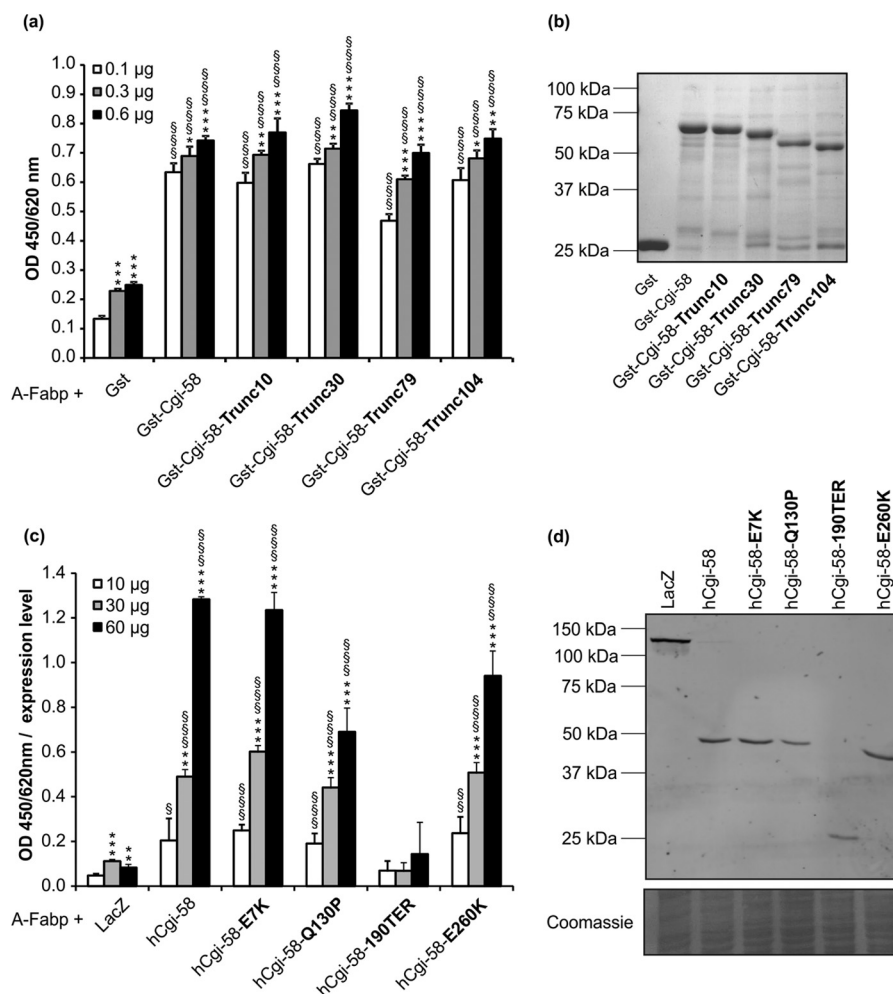 (a)
1.0
0.9
0.8
0.7
0.6
0.5
0.4
0.3
0.2
0.1
0.0
OD 450/620 nm
0.1 µg
0.3 µg
0.6 µg
A-Fabp +
Gst
Gst-Cgi-58
Gst-Cgi-58-Trunc10
Gst-Cgi-58-Trunc30
Gst-Cgi-58-Trunc79
Gst-Cgi-58-Trunc104
(b)
100 kDa
75 kDa
50 kDa
37 kDa
25 kDa
Gst
Gst-Cgi-58
Gst-Cgi-58-Trunc10
Gst-Cgi-58-Trunc30
Gst-Cgi-58-Trunc79
Gst-Cgi-58-Trunc104
(c)
1.4
1.2
1.0
0.8
0.6
0.4
0.2
0.0
OD 450/620nm / expression level
10 µg
30 µg
60 µg
A-Fabp +
LacZ
hCgi-58
hCgi-58-E7K
hCgi-58-Q130P
hCgi-58-190TER
hCgi-58-E260K
(d)
LacZ
hCgi-58
hCgi-58-E7K
hCgi-58-Q130P
hCgi-58-190TER
hCgi-58-E260K
150 kDa
100 kDa
75 kDa
50 kDa
37 kDa
25 kDa
Coomassie